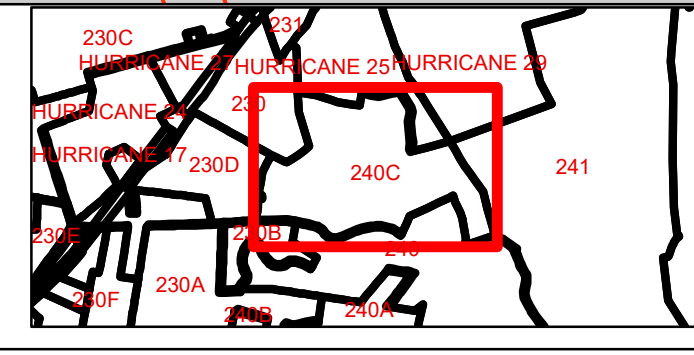 231
230C
HURRICANE 27
HURRICANE 25
HURRICANE 29
230
HURRICANE 24
HURRICANE 17
230D
240C
241
230E
230B
240
230A
230F
240B
240A